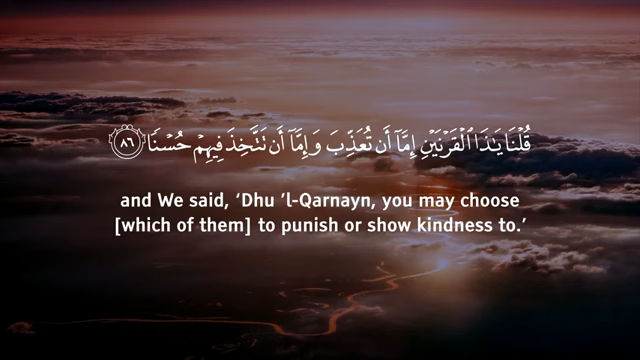 قُلْنَا يَـٰذَا ٱلْقَرْنَيْنِ إِمَّآ أَن تُعَذِّبَ وَإِمَّآ أَن تَتَّخِذَ فِيهِمْ حُسْنًا ٨٦
and We said, ‘Dhu ’l-Qarnayn, you may choose
[which of them] to punish or show kindness to.’